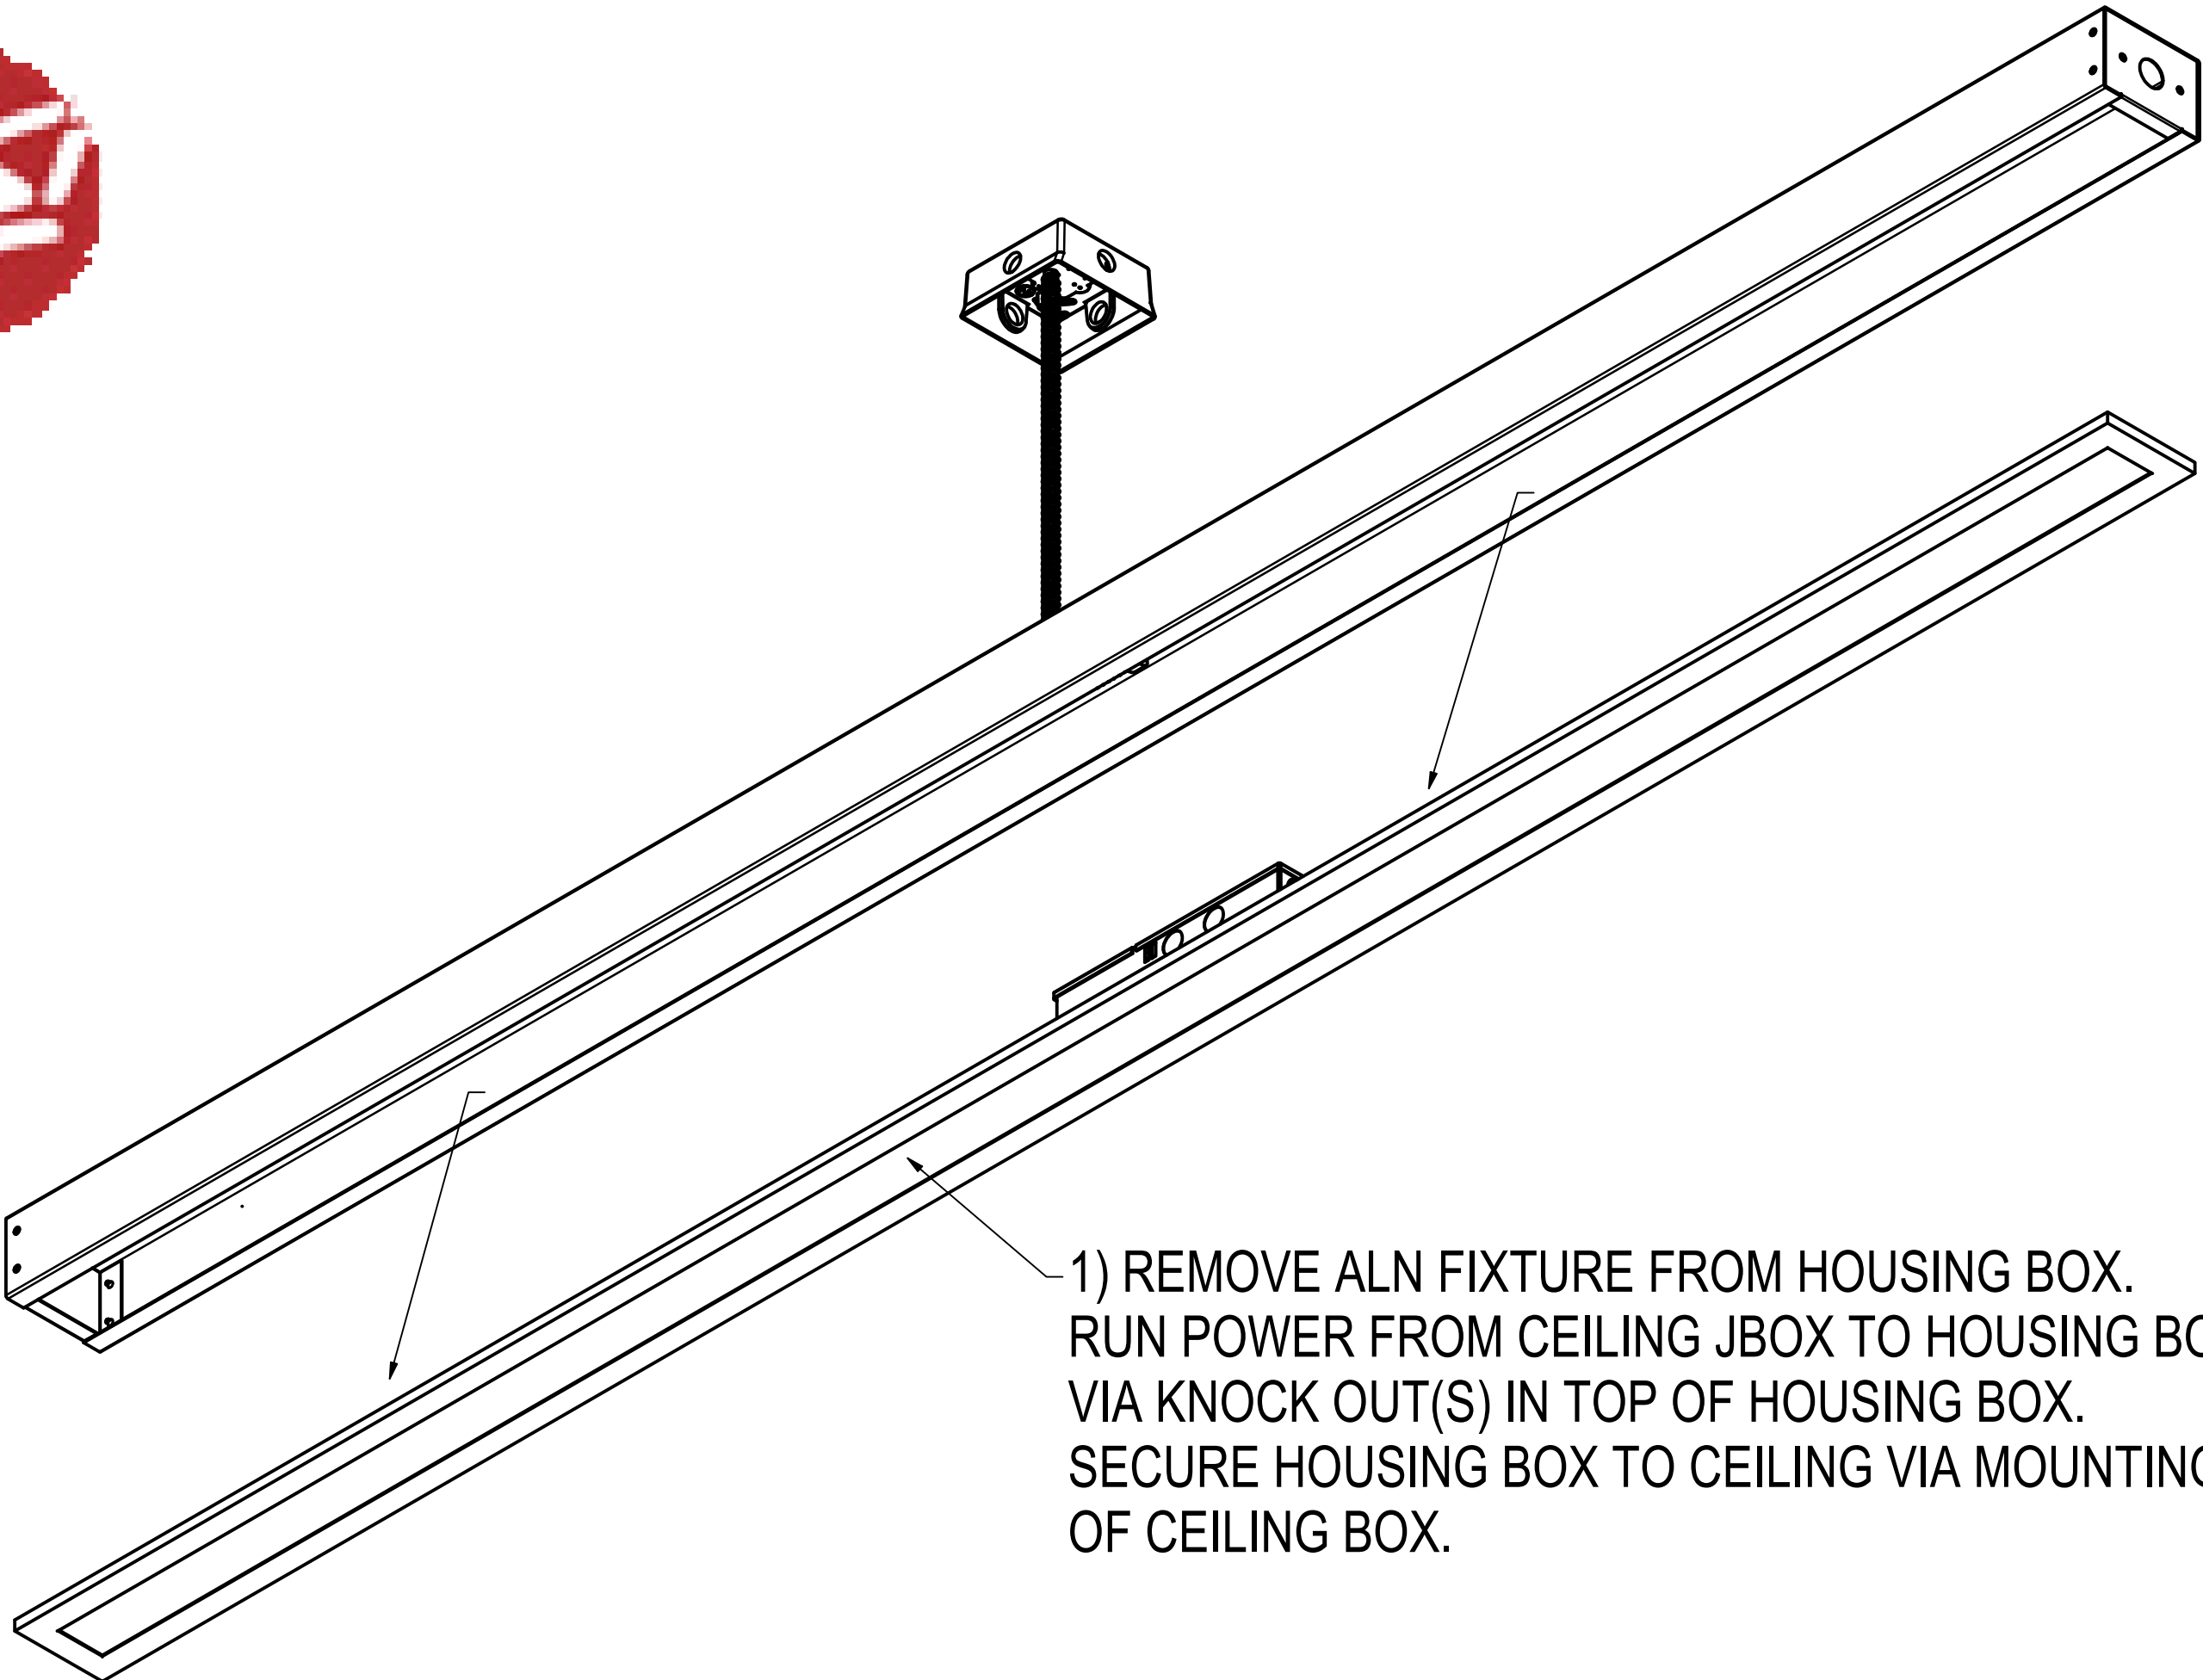 1) REMOVE ALN FIXTURE FROM HOUSING BOX.
RUN POWER FROM CEILING JBOX TO HOUSING
VIA KNOCK OUT(S) IN TOP OF HOUSING BOX.
SECURE HOUSING BOX TO CEILING VIA MOUNTING
OF CEILING BOX.